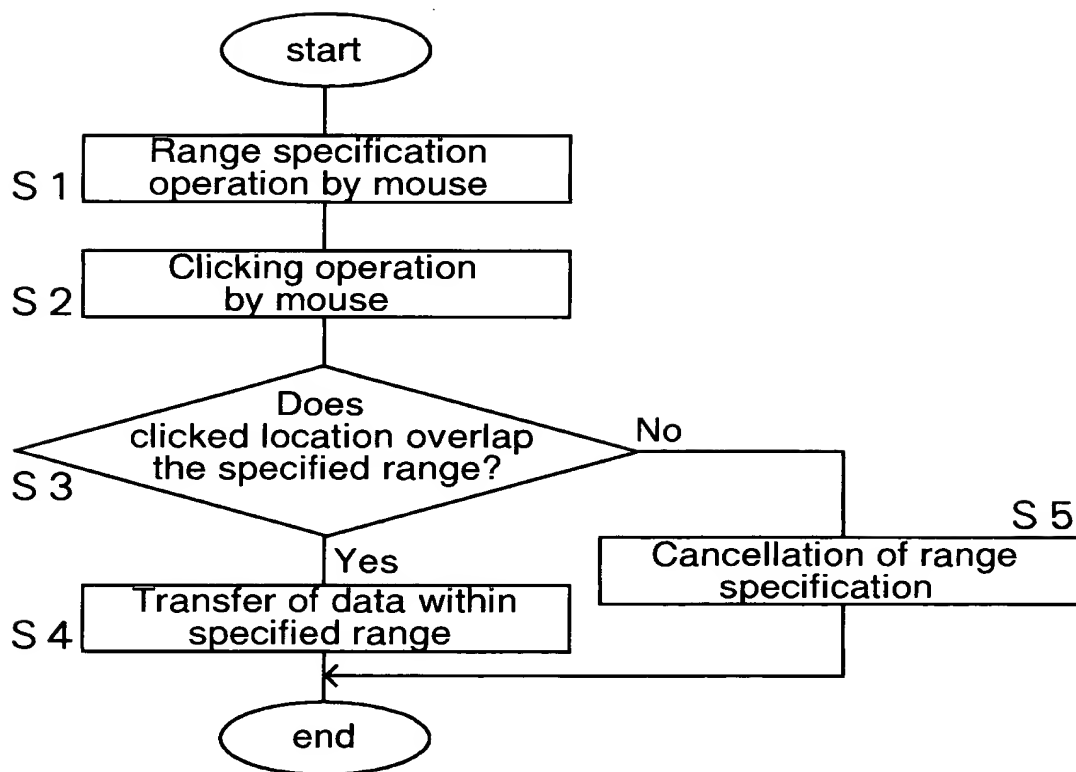 start
Range specification
operation by mouse
S 1
Clicking operation
by mouse
S 2
Does
clicked location overlap
the specified range?
S 3
No
Yes
S 5
Cancellation of range
specification
Transfer of data within
specified range
S 4
end